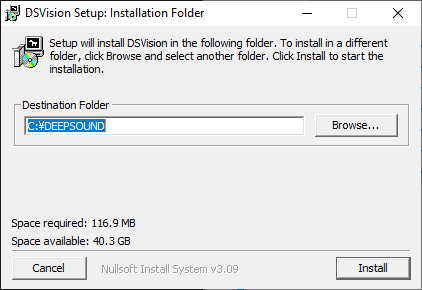 DSVision Setup: Installation Folder
Setup will install DSVision in the following folder. To install in a different
folder, click Browse and select another folder. Click Install to start the
installation.
Destination Folder
C:¥DEEPSOUND
Browse...
Space required: 116.9 MB
Space available: 40.3 GB
Cancel
Nullsoft Install System v3.09
Install